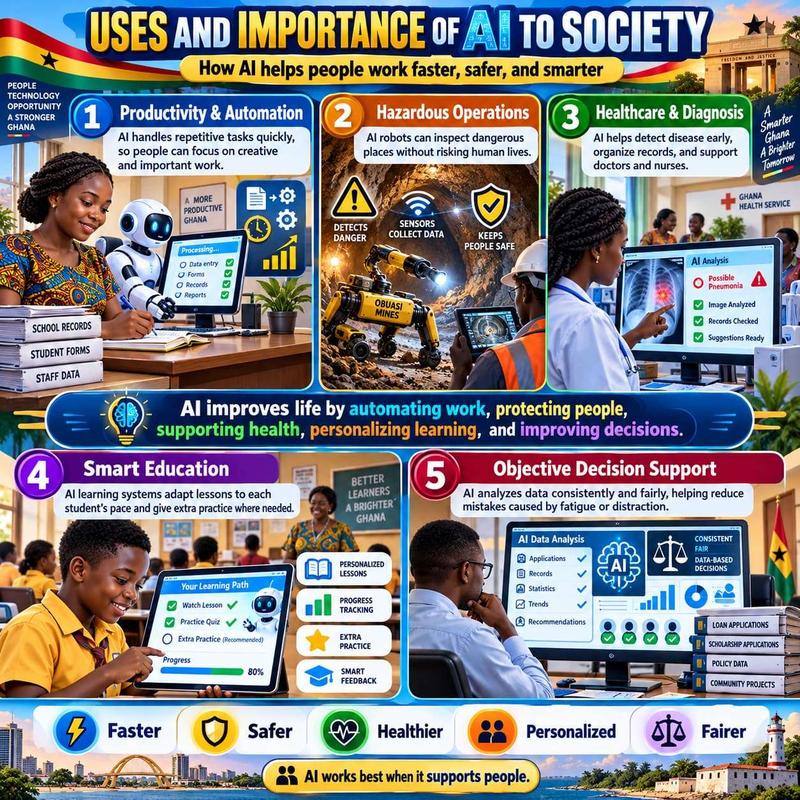 USES AND IMPORTANCE OF AI TO SOCIETY
How AI helps people work faster, safer, and smarter
FREEDOM AND JUSTICE
PEOPLE
TECHNOLOGY
OPPORTUNITY
A STRONGER
GHANA
A
Smarter
Ghana
A Brighter
Tomorrow
1 Productivity & Automation
AI handles repetitive tasks quickly,
so people can focus on creative
and important work.
A MORE
PRODUCTIVE
GHANA
Processing...
Data entry
Forms
Records
Reports
SCHOOL RECORDS
STUDENT FORMS
STAFF DATA
2 Hazardous Operations
AI robots can inspect dangerous
places without risking human lives.
DETECTS
DANGER
SENSORS
COLLECT DATA
KEEPS
PEOPLE SAFE
OBUASI
MINES
3 Healthcare & Diagnosis
AI helps detect disease early,
organize records, and support
doctors and nurses.
GHANA
HEALTH SERVICE
AI Analysis
Possible
Pneumonia
Image Analyzed
Records Checked
Suggestions Ready
AI improves life by automating work, protecting people,
supporting health, personalizing learning, and improving decisions.
4 Smart Education
AI learning systems adapt lessons to each
student's pace and give extra practice where needed.
BETTER
LEARNERS
A BRIGHTER
GHANA
Your Learning Path
Watch Lesson
Practice Quiz
Extra Practice (Recommended)
Progress
80%
PERSONALIZED
LESSONS
PROGRESS
TRACKING
EXTRA
PRACTICE
SMART
FEEDBACK
5 Objective Decision Support
AI analyzes data consistently and fairly, helping reduce
mistakes caused by fatigue or distraction.
AI Data Analysis
Applications
Records
Statistics
Trends
Recommendations
AI
CONSISTENT
FAIR
DATA-BASED
DECISIONS
LOAN APPLICATIONS
SCHOLARSHIP APPLICATIONS
POLICY DATA
COMMUNITY PROJECTS
Faster
Safer
Healthier
Personalized
Fairer
AI works best when it supports people.